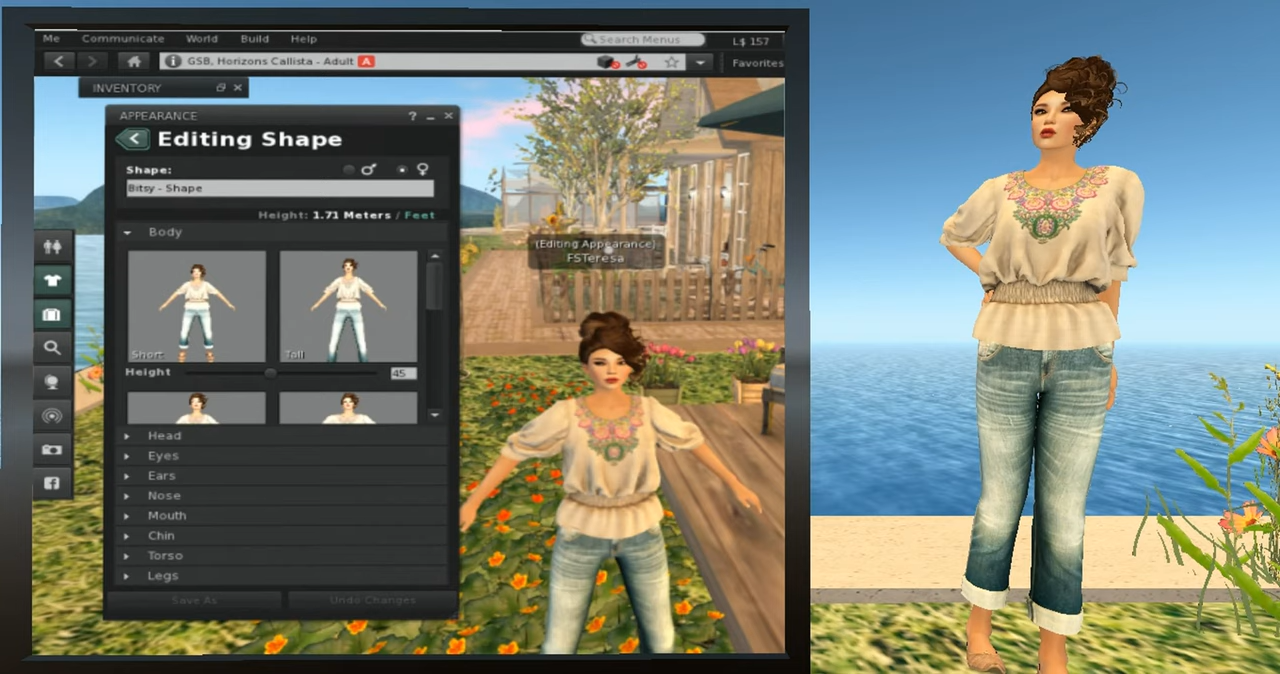 Me Communicate World Build Help Search Menus L$ 157
GSB, Horizons Callista - Adult A Favorites
INVENTORY
APPEARANCE ?
Editing Shape
Shape:
Bitsy - Shape
Height: 1.71 Meters / Feet
Body
Short Tall
Height 45
Head
Eyes
Ears
Nose
Mouth
Chin
Torso
Legs
Save As Undo Changes
(Editing Appearance)
FSTeresa